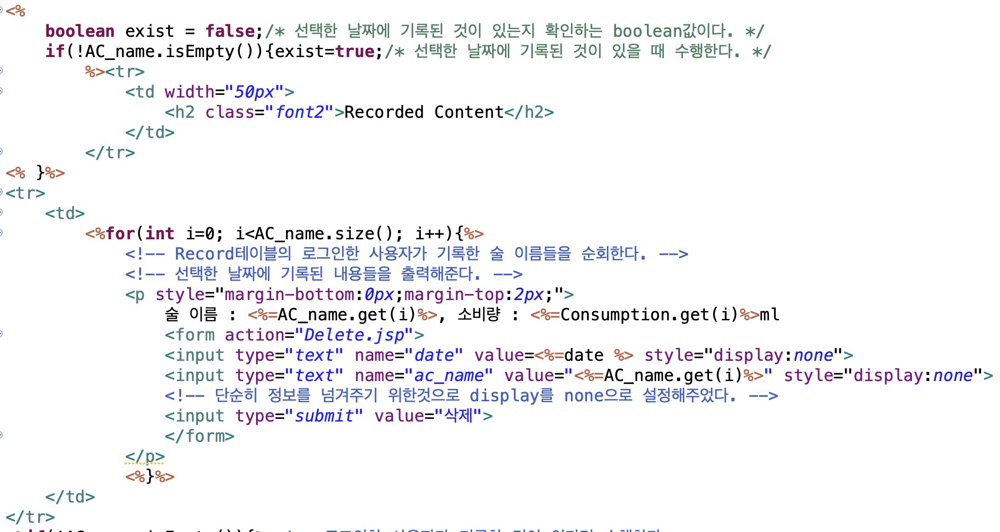 <%
boolean exist = false;/* 선택한 날짜에 기록된 것이 있는지 확인하는 boolean값이다. */
if(!AC_name.isEmpty()){exist=true;/* 선택한 날짜에 기록된 것이 있을 때 수행한다. */
%><tr>
<td width="50px">
<h2 class="font2">Recorded Content</h2>
</td>
</tr>
<% }%>
<tr>
<td>
<%for(int i=0; i<AC_name.size(); i++){%>
<!-- Record테이블의 로그인한 사용자가 기록한 술 이름들을 순회한다. -->
<!-- 선택한 날짜에 기록된 내용들을 출력해준다. -->
<p style="margin-bottom:0px;margin-top:2px;">
술 이름 : <%=AC_name.get(i)%>, 소비량 : <%=Consumption.get(i)%>ml
<form action="Delete.jsp">
<input type="text" name="date" value=<%=date %> style="display:none">
<input type="text" name="ac_name" value="<%=AC_name.get(i)%>" style="display:none">
<!-- 단순히 정보를 넘겨주기 위한것으로 display를 none으로 설정해주었다. -->
<input type="submit" value="삭제">
</form>
</p>
<%}%>
</td>
</tr>